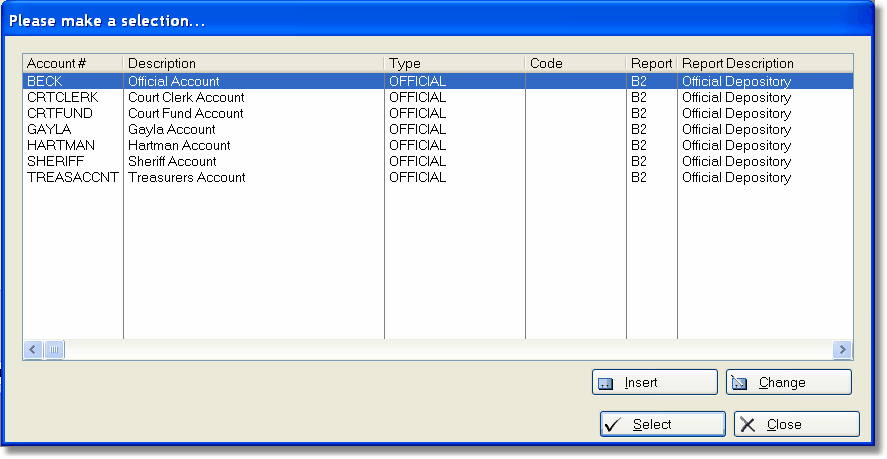 Please make a selection...
Account # Description Type Code Report Report Description
BECK Official Account OFFICIAL B2 Official Depository
CRTCLERK Court Clerk Account OFFICIAL B2 Official Depository
CRTFUND Court Fund Account OFFICIAL B2 Official Depository
GAYLA Gayla Account OFFICIAL B2 Official Depository
HARTMAN Hartman Account OFFICIAL B2 Official Depository
SHERIFF Sheriff Account OFFICIAL B2 Official Depository
TREASACCNT Treasurers Account OFFICIAL B2 Official Depository
Insert Change
Select Close